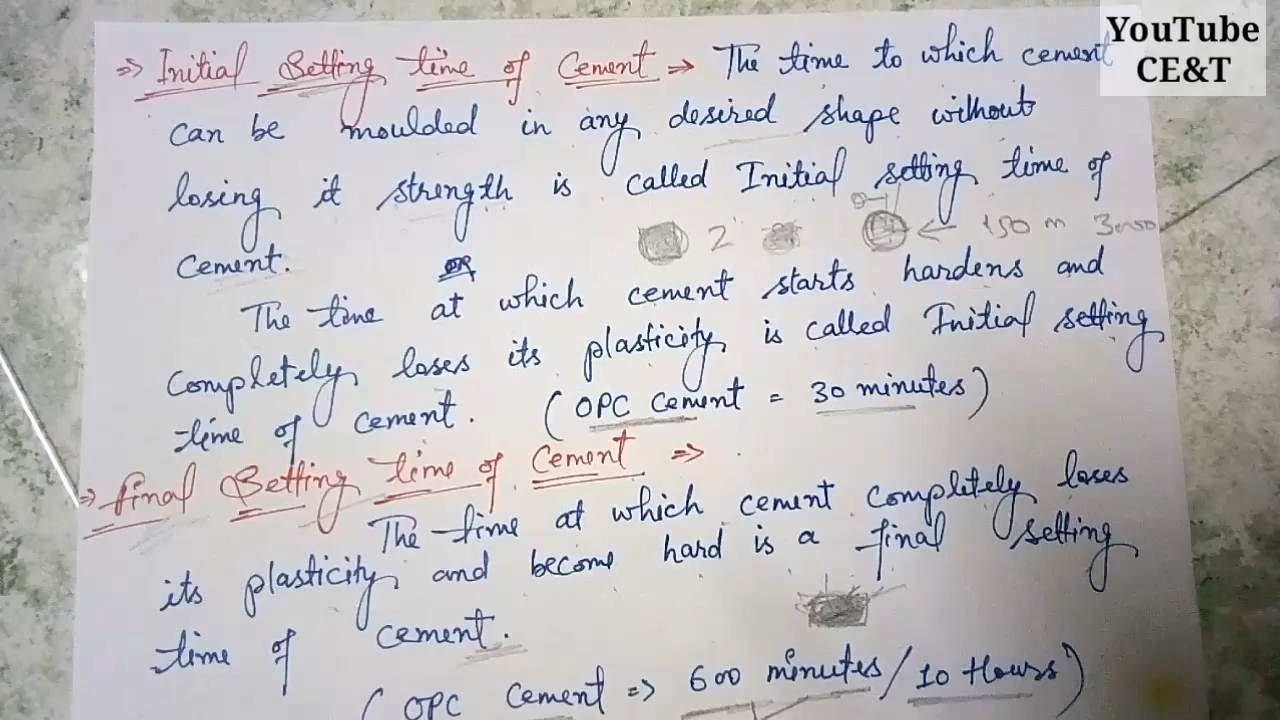 YouTube
CE&T
⇒ Initial Setting time of Cement ⇒ The time to which cement
can be moulded in any desired shape without
losing it strength is called Initial setting time of
cement.
OR
2 ← 150 m
The time at which cement starts hardens and
completely loses its plasticity is called Initial setting
time of cement. (OPC Cement = 30 minutes)
⇒ final Setting time of Cement ⇒
The time at which cement completely loses
its plasticity and become hard is a final setting
time of cement.
(OPC Cement ⇒ 600 minutes/10 Hours)